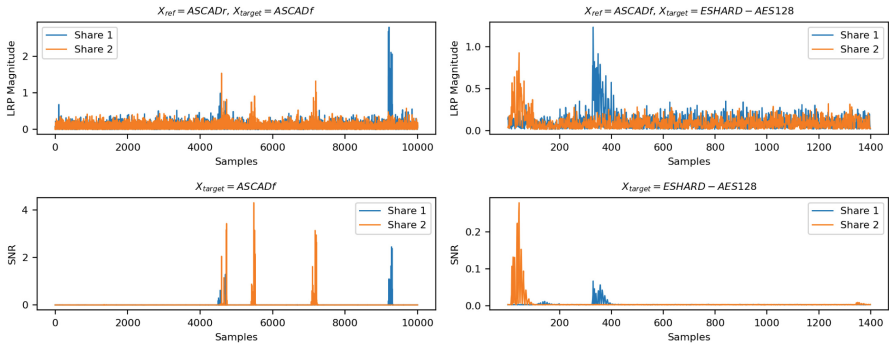 X_ref = ASCADr, X_target = ASCADf
LRP Magnitude
2
1
0
Share 1
Share 2
0 2000 4000 6000 8000 10000
Samples
X_ref = ASCADf, X_target = ESHARD − AES128
LRP Magnitude
1.0
0.5
0.0
Share 1
Share 2
200 400 600 800 1000 1200 1400
Samples
X_target = ASCADf
SNR
4
2
0
Share 1
Share 2
0 2000 4000 6000 8000 10000
Samples
X_target = ESHARD − AES128
SNR
0.2
0.1
0.0
Share 1
Share 2
200 400 600 800 1000 1200 1400
Samples